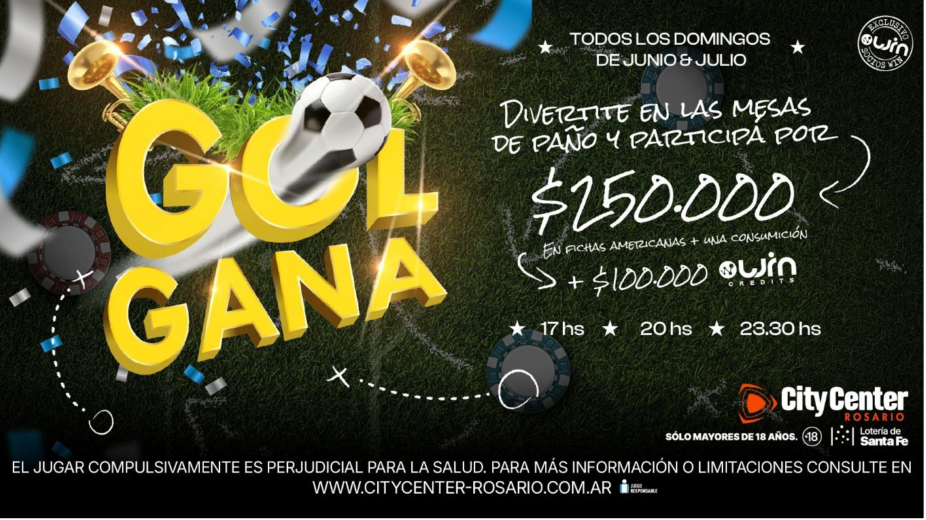 GOL
GANA
TODOS LOS DOMINGOS
DE JUNIO & JULIO
EXCLUSIVO
win
SOCIOS WIN
DIVERTITE EN LAS MESAS
DE PAÑO Y PARTICIPÁ POR
$250.000
EN FICHAS AMERICANAS + UNA CONSUMICIÓN
+ $100.000 win
CREDITS
17 hs 20 hs 23.30 hs
City Center
ROSARIO
SÓLO MAYORES DE 18 AÑOS. -18 Lotería de
Santa Fe
EL JUGAR COMPULSIVAMENTE ES PERJUDICIAL PARA LA SALUD. PARA MÁS INFORMACIÓN O LIMITACIONES CONSULTE EN
WWW.CITYCENTER-ROSARIO.COM.AR JUEGO
RESPONSABLE